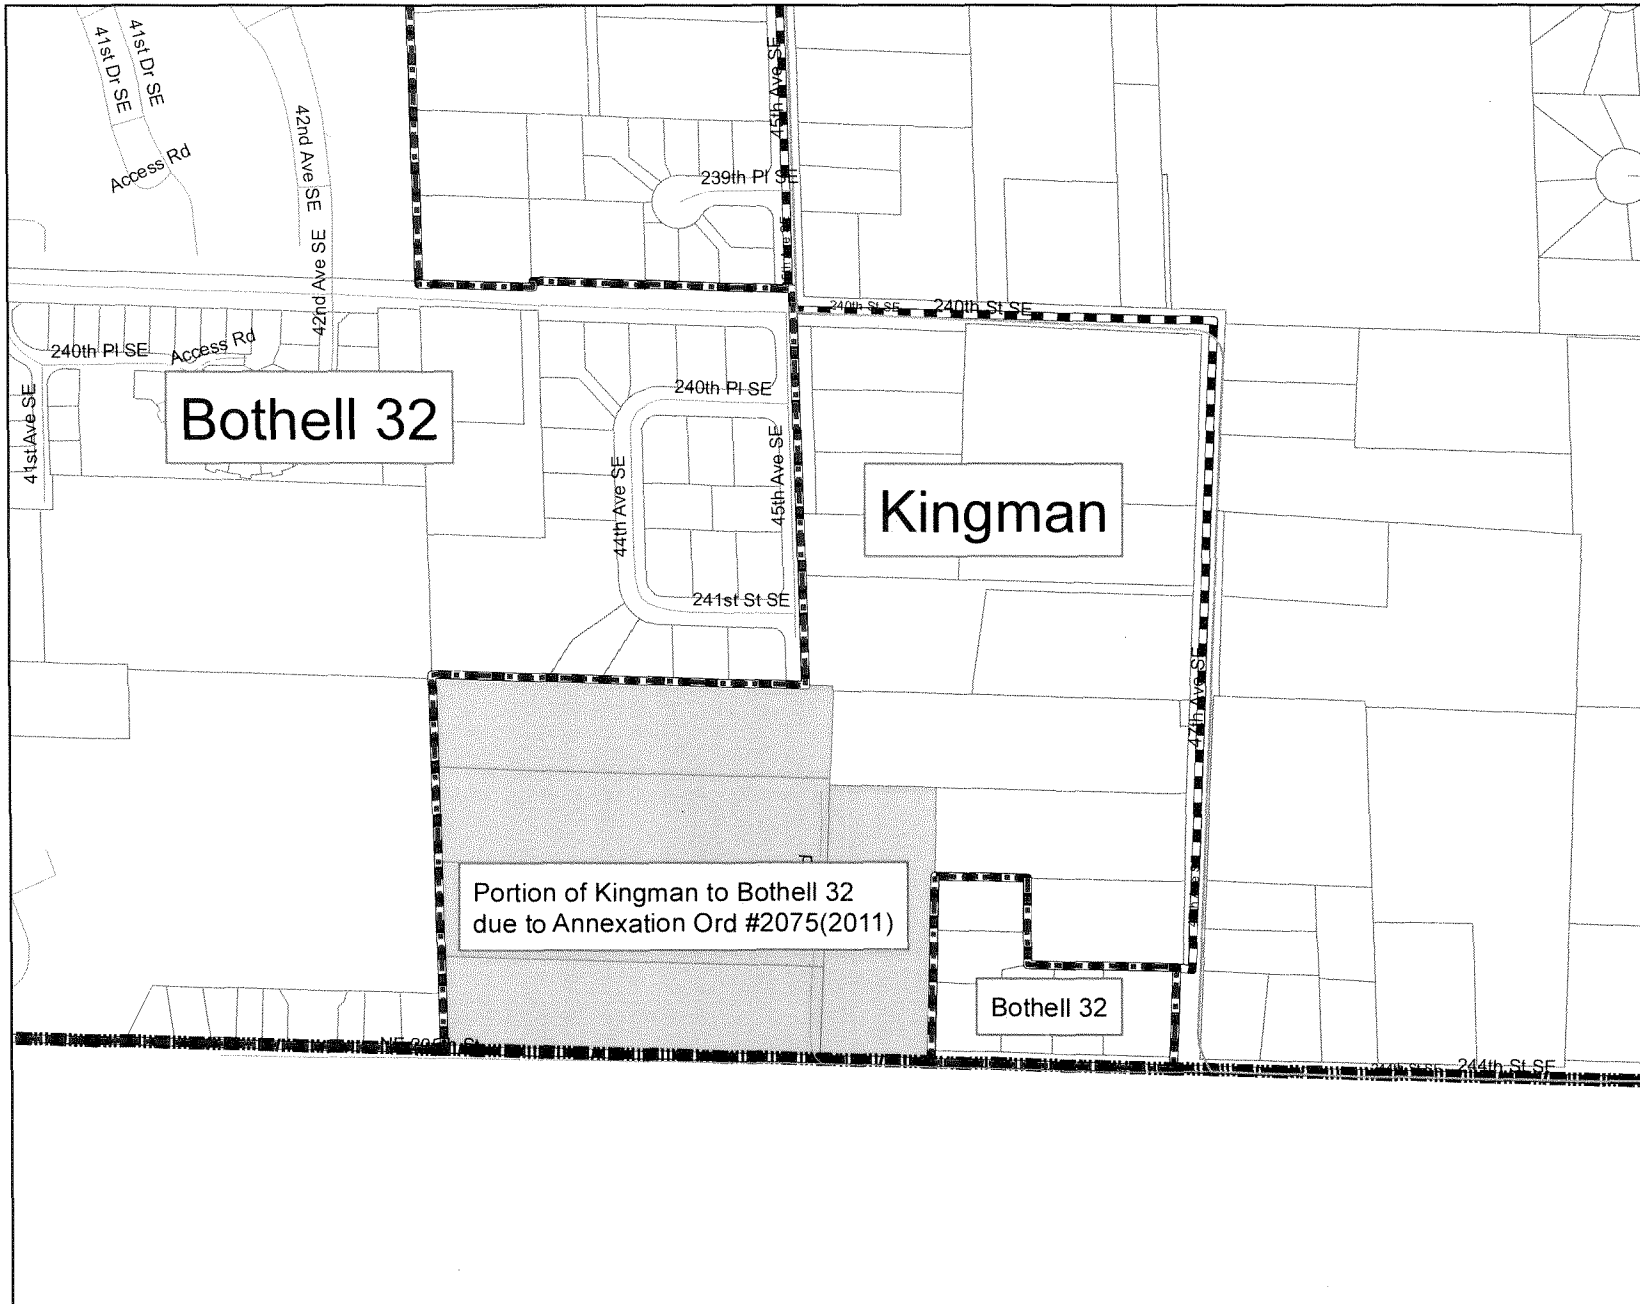 41st Dr SE
41st Dr SE
Access Rd
42nd Ave SE
42nd Ave SE
45th Ave SE
239th Pl SE
240th St SE
240th St SE
240th Pl SE
Access Rd
41st Ave SE
Bothell 32
240th Pl SE
44th Ave SE
45th Ave SE
241st St SE
Kingman
47th Ave SE
Portion of Kingman to Bothell 32
due to Annexation Ord #2075(2011)
Bothell 32
244th St SE